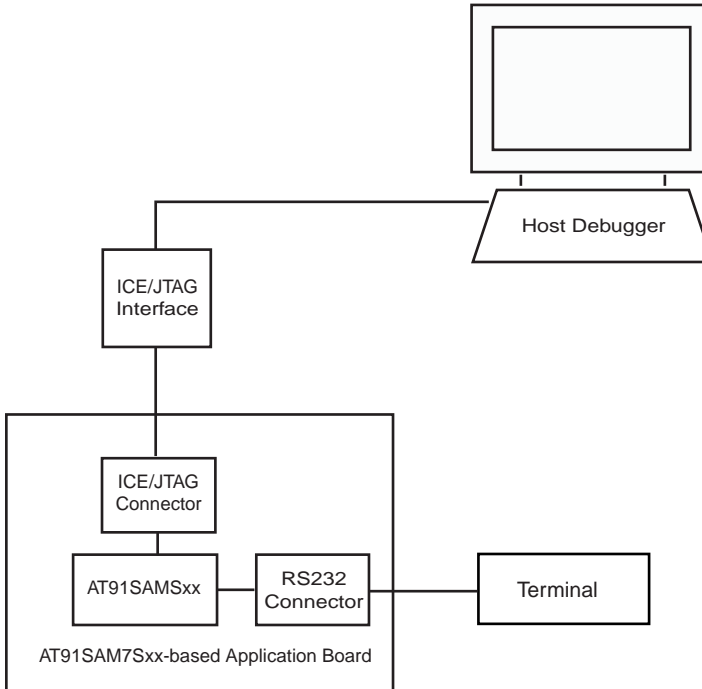 Host Debugger
ICE/JTAG
Interface
ICE/JTAG
Connector
AT91SAMSxx
RS232
Connector
Terminal
AT91SAM7Sxx-based Application Board